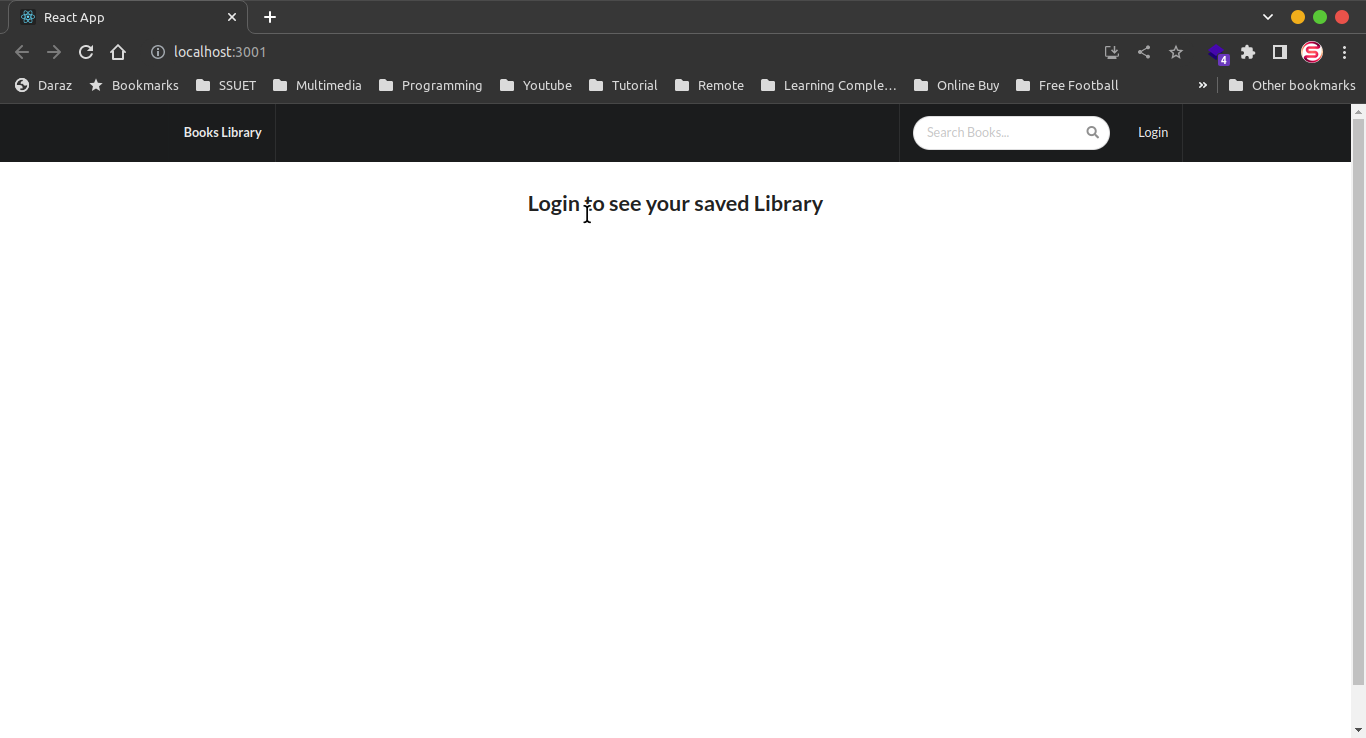 React App
localhost:3001
4
Daraz Bookmarks SSUET Multimedia Programming Youtube Tutorial Remote Learning Comple... Online Buy Free Football » Other bookmarks
Books Library Search Books... Login
Login to see your saved Library